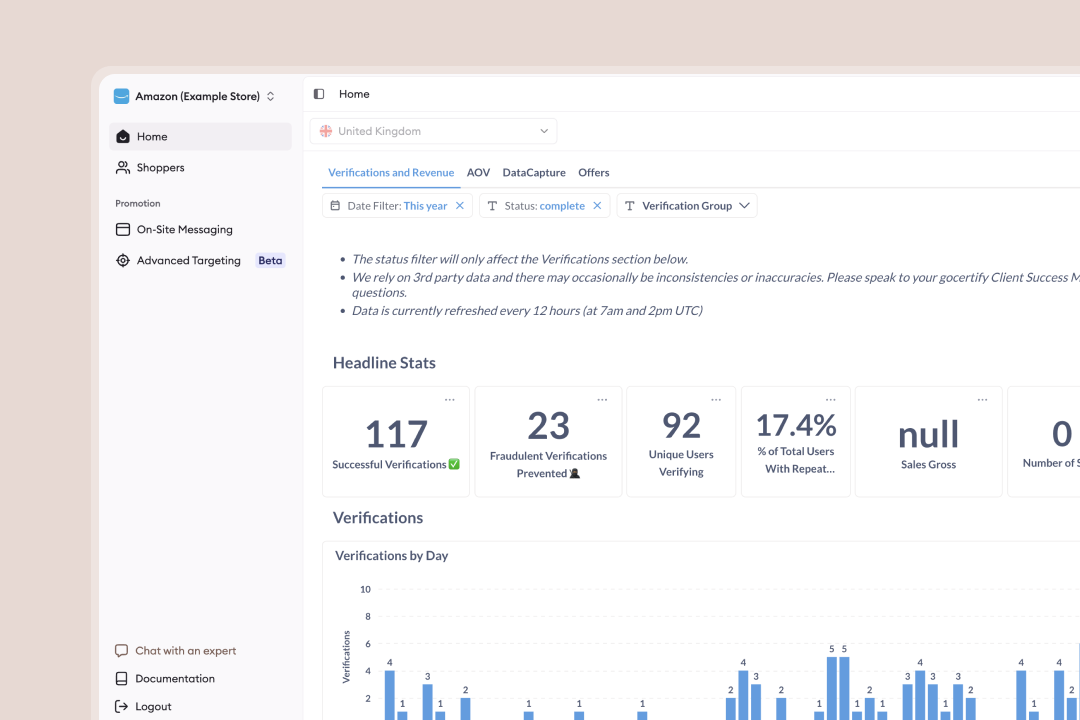 Amazon (Example Store)
Home
Shoppers
Promotion
On-Site Messaging
Advanced Targeting Beta
Chat with an expert
Documentation
Logout
Home
United Kingdom
Verifications and Revenue AOV DataCapture Offers
Date Filter: This year Status: complete Verification Group
The status filter will only affect the Verifications section below.
We rely on 3rd party data and there may occasionally be inconsistencies or inaccuracies. Please speak to your gocertify Client Success M
questions.
Data is currently refreshed every 12 hours (at 7am and 2pm UTC)
Headline Stats
117
Successful Verifications ✅
23
Fraudulent Verifications
Prevented
92
Unique Users
Verifying
17.4%
% of Total Users
With Repeat...
null
Sales Gross
0
Number of S
Verifications
Verifications by Day
Verifications
10
8
6
4
2
4 1 3 1 2 1 1 1 2 4 3 2 1 5 5 1 2 1 3 4 3 1 3 2 4 1 4 2